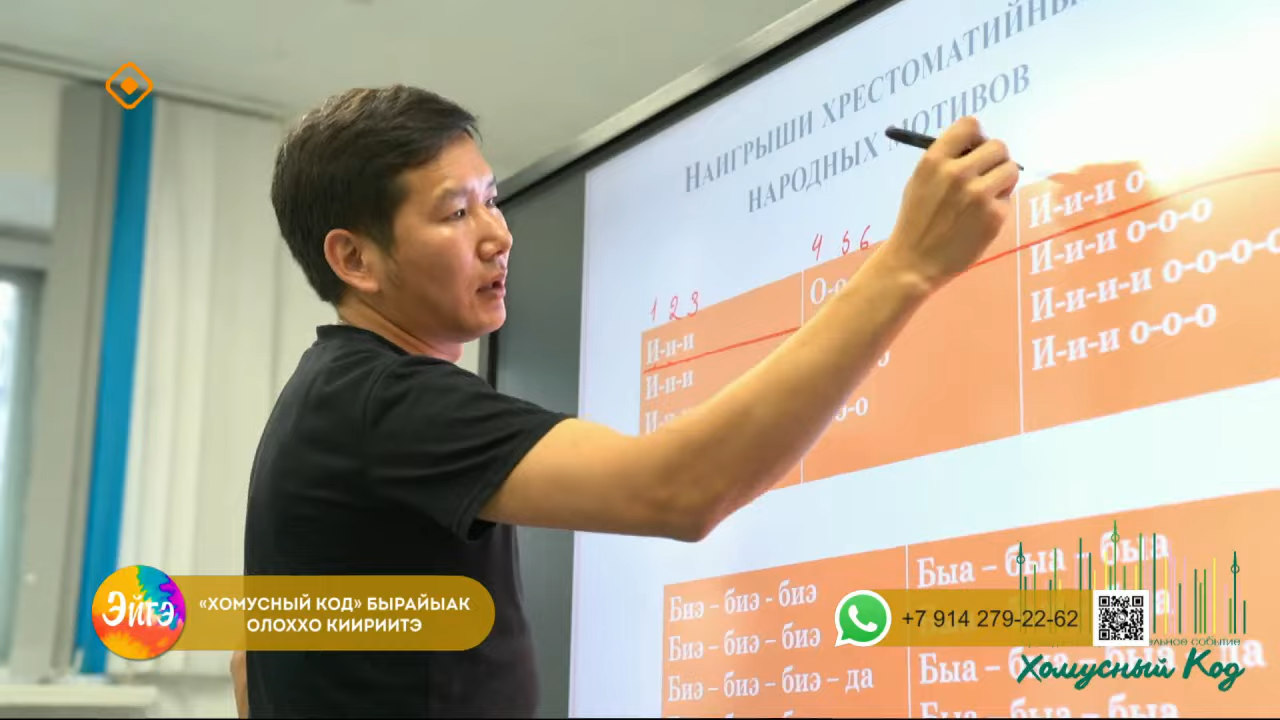 НАИГРЫШИ ХРЕСТОМАТИЙНЫ
НАРОДНЫХ МОТИВОВ
1 2 3
4 5 6
И-и-и
И-и-и
О-о
И-и-и о
И-и-и о-о-о
И-и-и-и о-о-о-о
И-и-и о-о-о
Биэ – биэ - биэ
Биэ – биэ - биэ
Биэ – биэ – биэ – да
Быа – быа – быа
Быа –
Эйгэ
«ХОМУСНЫЙ КОД» БЫРАЙЫАК
ОЛОХХО КИИРИИТЭ
+7 914 279-22-62
Хомусный Код